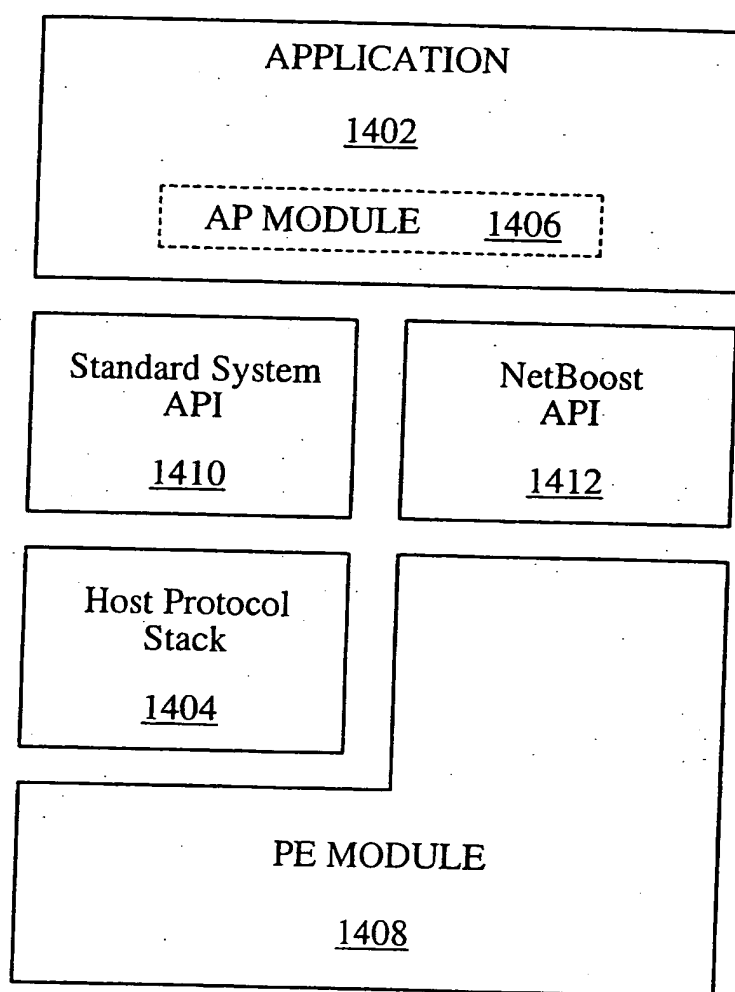 APPLICATION
1402
AP MODULE 1406
Standard System
API
1410
NetBoost
API
1412
Host Protocol
Stack
1404
PE MODULE
1408